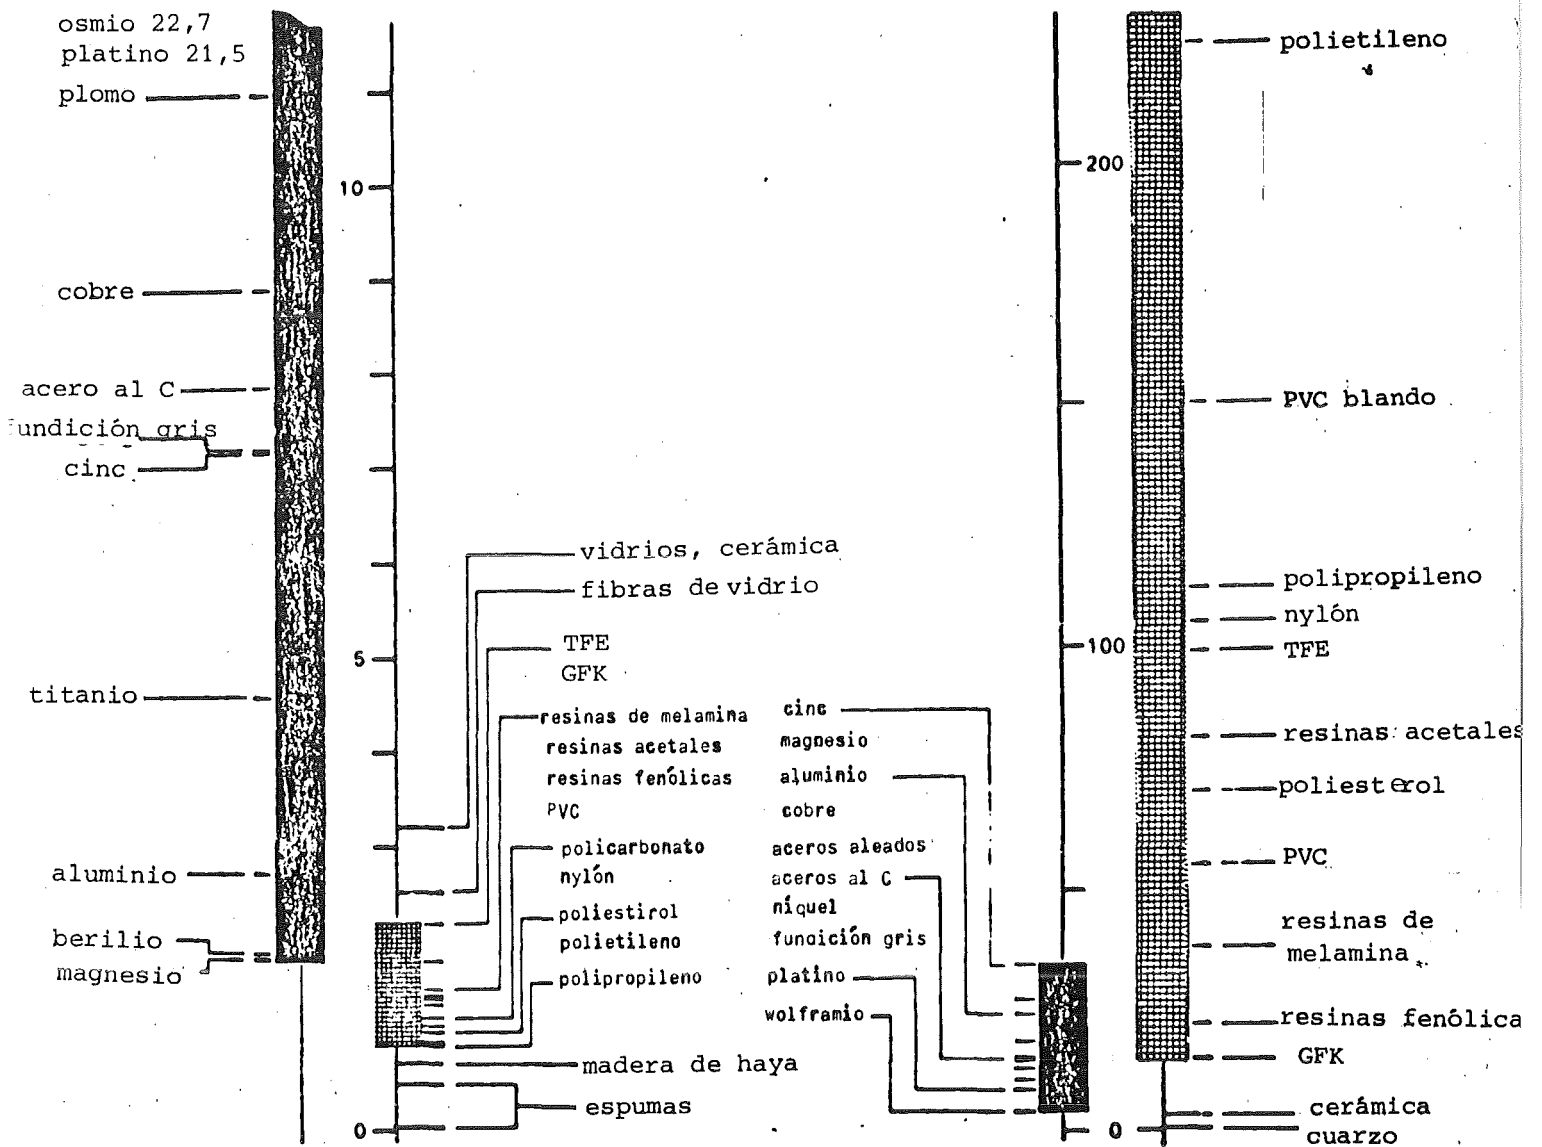 osmio 22,7
platino 21,5
plomo
cobre
acero al C
fundición gris
cinc
titanio
aluminio
berilio
magnesio
10
5
0
vidrios, cerámica
fibras de vidrio
TFE
GFK
resinas de melamina
resinas acetales
resinas fenólicas
PVC
policarbonato
nylón
poliestirol
polietileno
polipropileno
madera de haya
espumas
cinc
magnesio
aluminio
cobre
aceros aleados
aceros al C
níquel
fundición gris
platino
wolframio
200
100
0
polietileno
PVC blando
polipropileno
nylón
TFE
resinas acetales
poliesterol
PVC
resinas de
melamina
resinas fenólica
GFK
cerámica
cuarzo